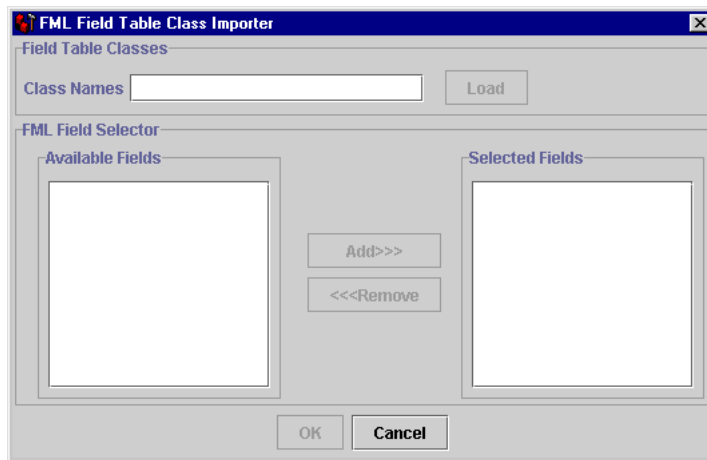 FML Field Table Class Importer
Field Table Classes
Class Names
Load
FML Field Selector
Available Fields
Selected Fields
Add>>>
<<<Remove
OK
Cancel